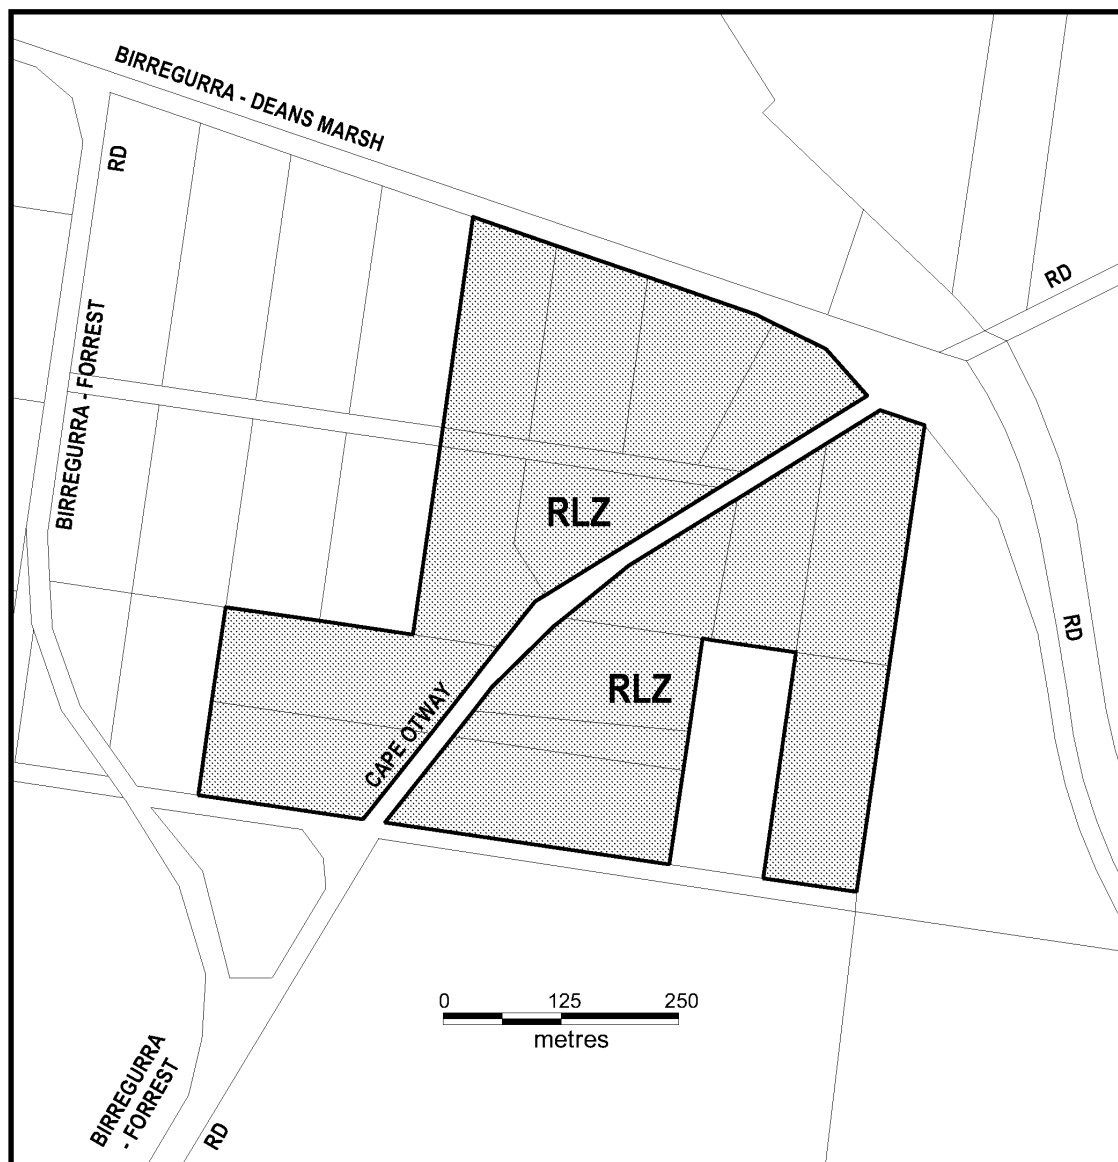 BIRREGURRA - DEANS MARSH
RD
RD
BIRREGURRA - FORREST
RLZ
RD
RLZ
CAPE OTWAY
0 125 250
metres
BIRREGURRA
- FORREST
RD